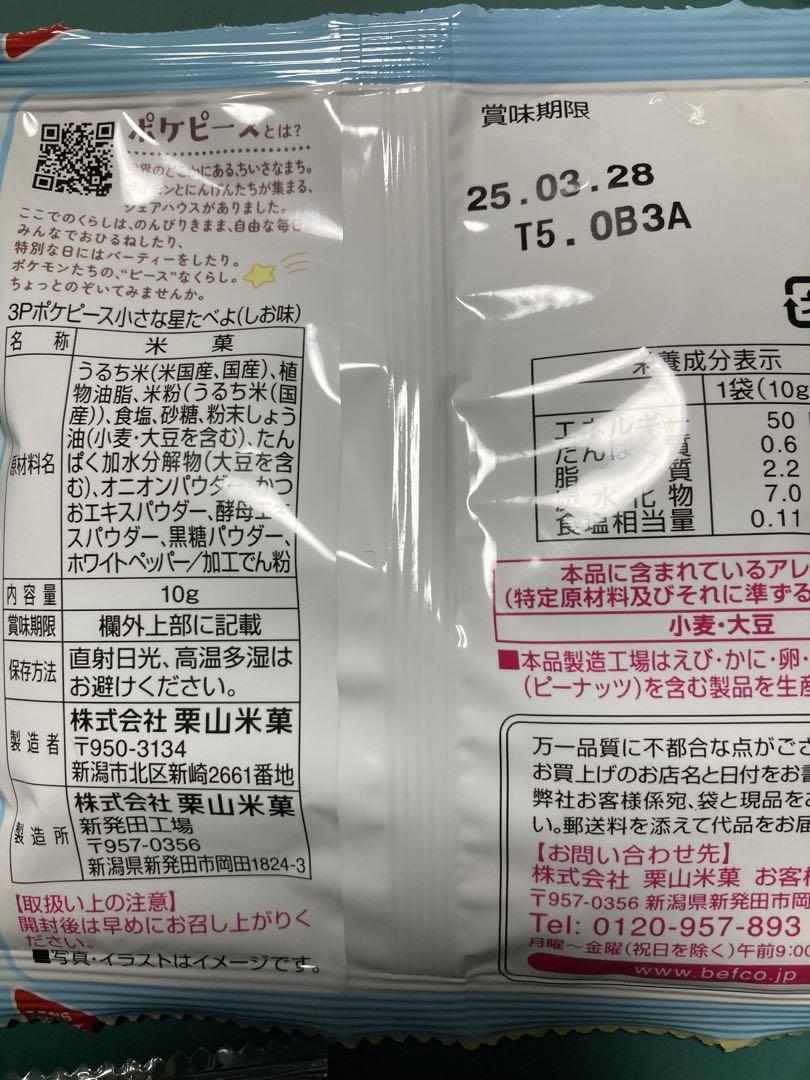 ポケピースとは?
世界のどこかにある、ちいさなまち。
ポケモンとにんげんたちが集まる、
シェアハウスがありました。
ここでのくらしは、のんびりきまま、自由な毎日
みんなでおひるねしたり、
特別な日にはパーティーをしたり。
ポケモンたちの、“ピース”なくらし。
ちょっとのぞいてみませんか。
3Pポケピース小さな星たべよ(しお味)
名 称 米 菓
原材料名 うるち米(米国産、国産)、植
物油脂、米粉(うるち米(国
産))、食塩、砂糖、粉末しょう
油(小麦・大豆を含む)、たん
ぱく加水分解物(大豆を含
む)、オニオンパウダー、かつ
おエキスパウダー、酵母エキ
スパウダー、黒糖パウダー、
ホワイトペッパー/加工でん粉
内容量 10g
賞味期限 欄外上部に記載
保存方法 直射日光、高温多湿は
お避けください。
製造者 株式会社 栗山米菓
〒950-3134
新潟市北区新崎2661番地
製造所 株式会社 栗山米菓
新発田工場
〒957-0356
新潟県新発田市岡田1824-3
【取扱い上の注意】
開封後は早めにお召し上がりく
ださい。
■写真・イラストはイメージです。
賞味期限
25.03.28
T5.0B3A
栄養成分表示
1袋(10g
エネルギー 50
たんぱく質 0.6
脂 質 2.2
炭水化物 7.0
食塩相当量 0.11
本品に含まれているアレ
(特定原材料及びそれに準ずる
小麦・大豆
■本品製造工場はえび・かに・卵・
(ピーナッツ)を含む製品を生産
万一品質に不都合な点がござ
お買上げのお店名と日付をお書
弊社お客様係宛、袋と現品をお
い。郵送料を添えて代品をお届
【お問い合わせ先】
株式会社 栗山米菓 お客様
〒957-0356 新潟県新発田市岡
Tel: 0120-957-893
月曜〜金曜(祝日を除く)午前9:00
www.befco.jp